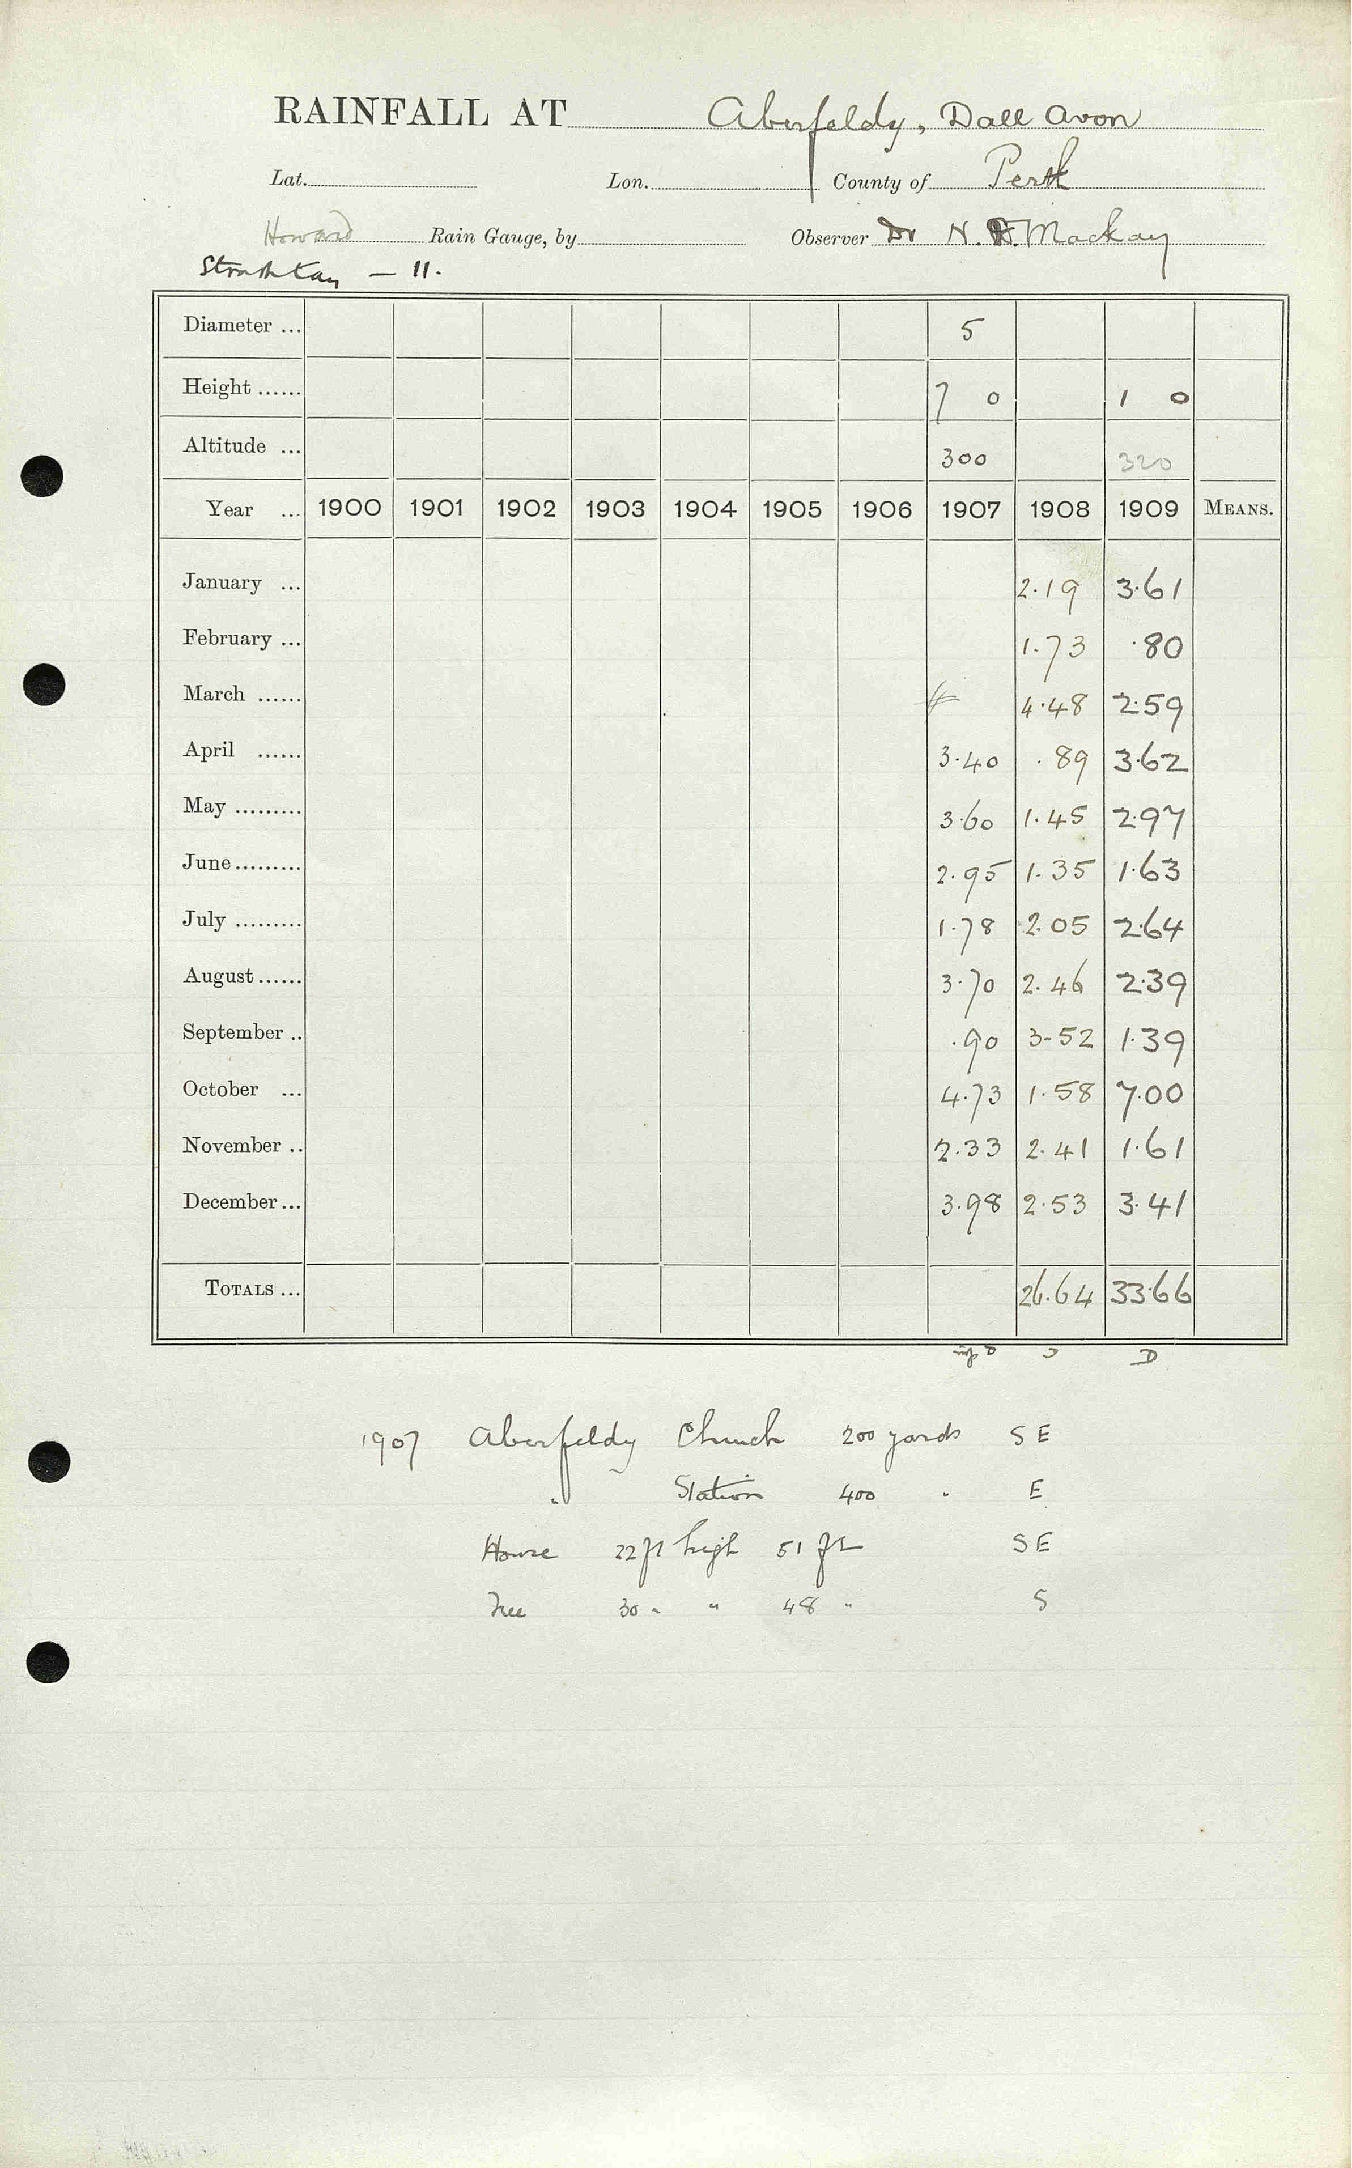 RAINFALL AT Aberfeldy, Dall Avon
Lat. Lon. County of Perth
Howard Rain Gauge, by Observer Dr N. Mackay
Strathtay — 11.
Diameter ... 5
Height ...... 7 0 1 0
Altitude ... 300 320
Year ... 1900 1901 1902 1903 1904 1905 1906 1907 1908 1909 MEANS.
January ... 2.19 3.61
February ... 1.73 .80
March ...... 4.48 2.59
April ...... 3.40 .89 3.62
May ......... 3.60 1.45 2.97
June ......... 2.95 1.35 1.63
July ......... 1.78 2.05 2.64
August ...... 3.70 2.46 2.39
September .. .90 3.52 1.39
October ... 4.73 1.58 7.00
November .. 2.33 2.41 1.61
December ... 3.98 2.53 3.41
TOTALS ... 26.64 33.66
D
1907 Aberfeldy Church 200 yards S E
" Station 400 " E
House 22 ft high 51 ft S E
Tree 30 " " 48 " S